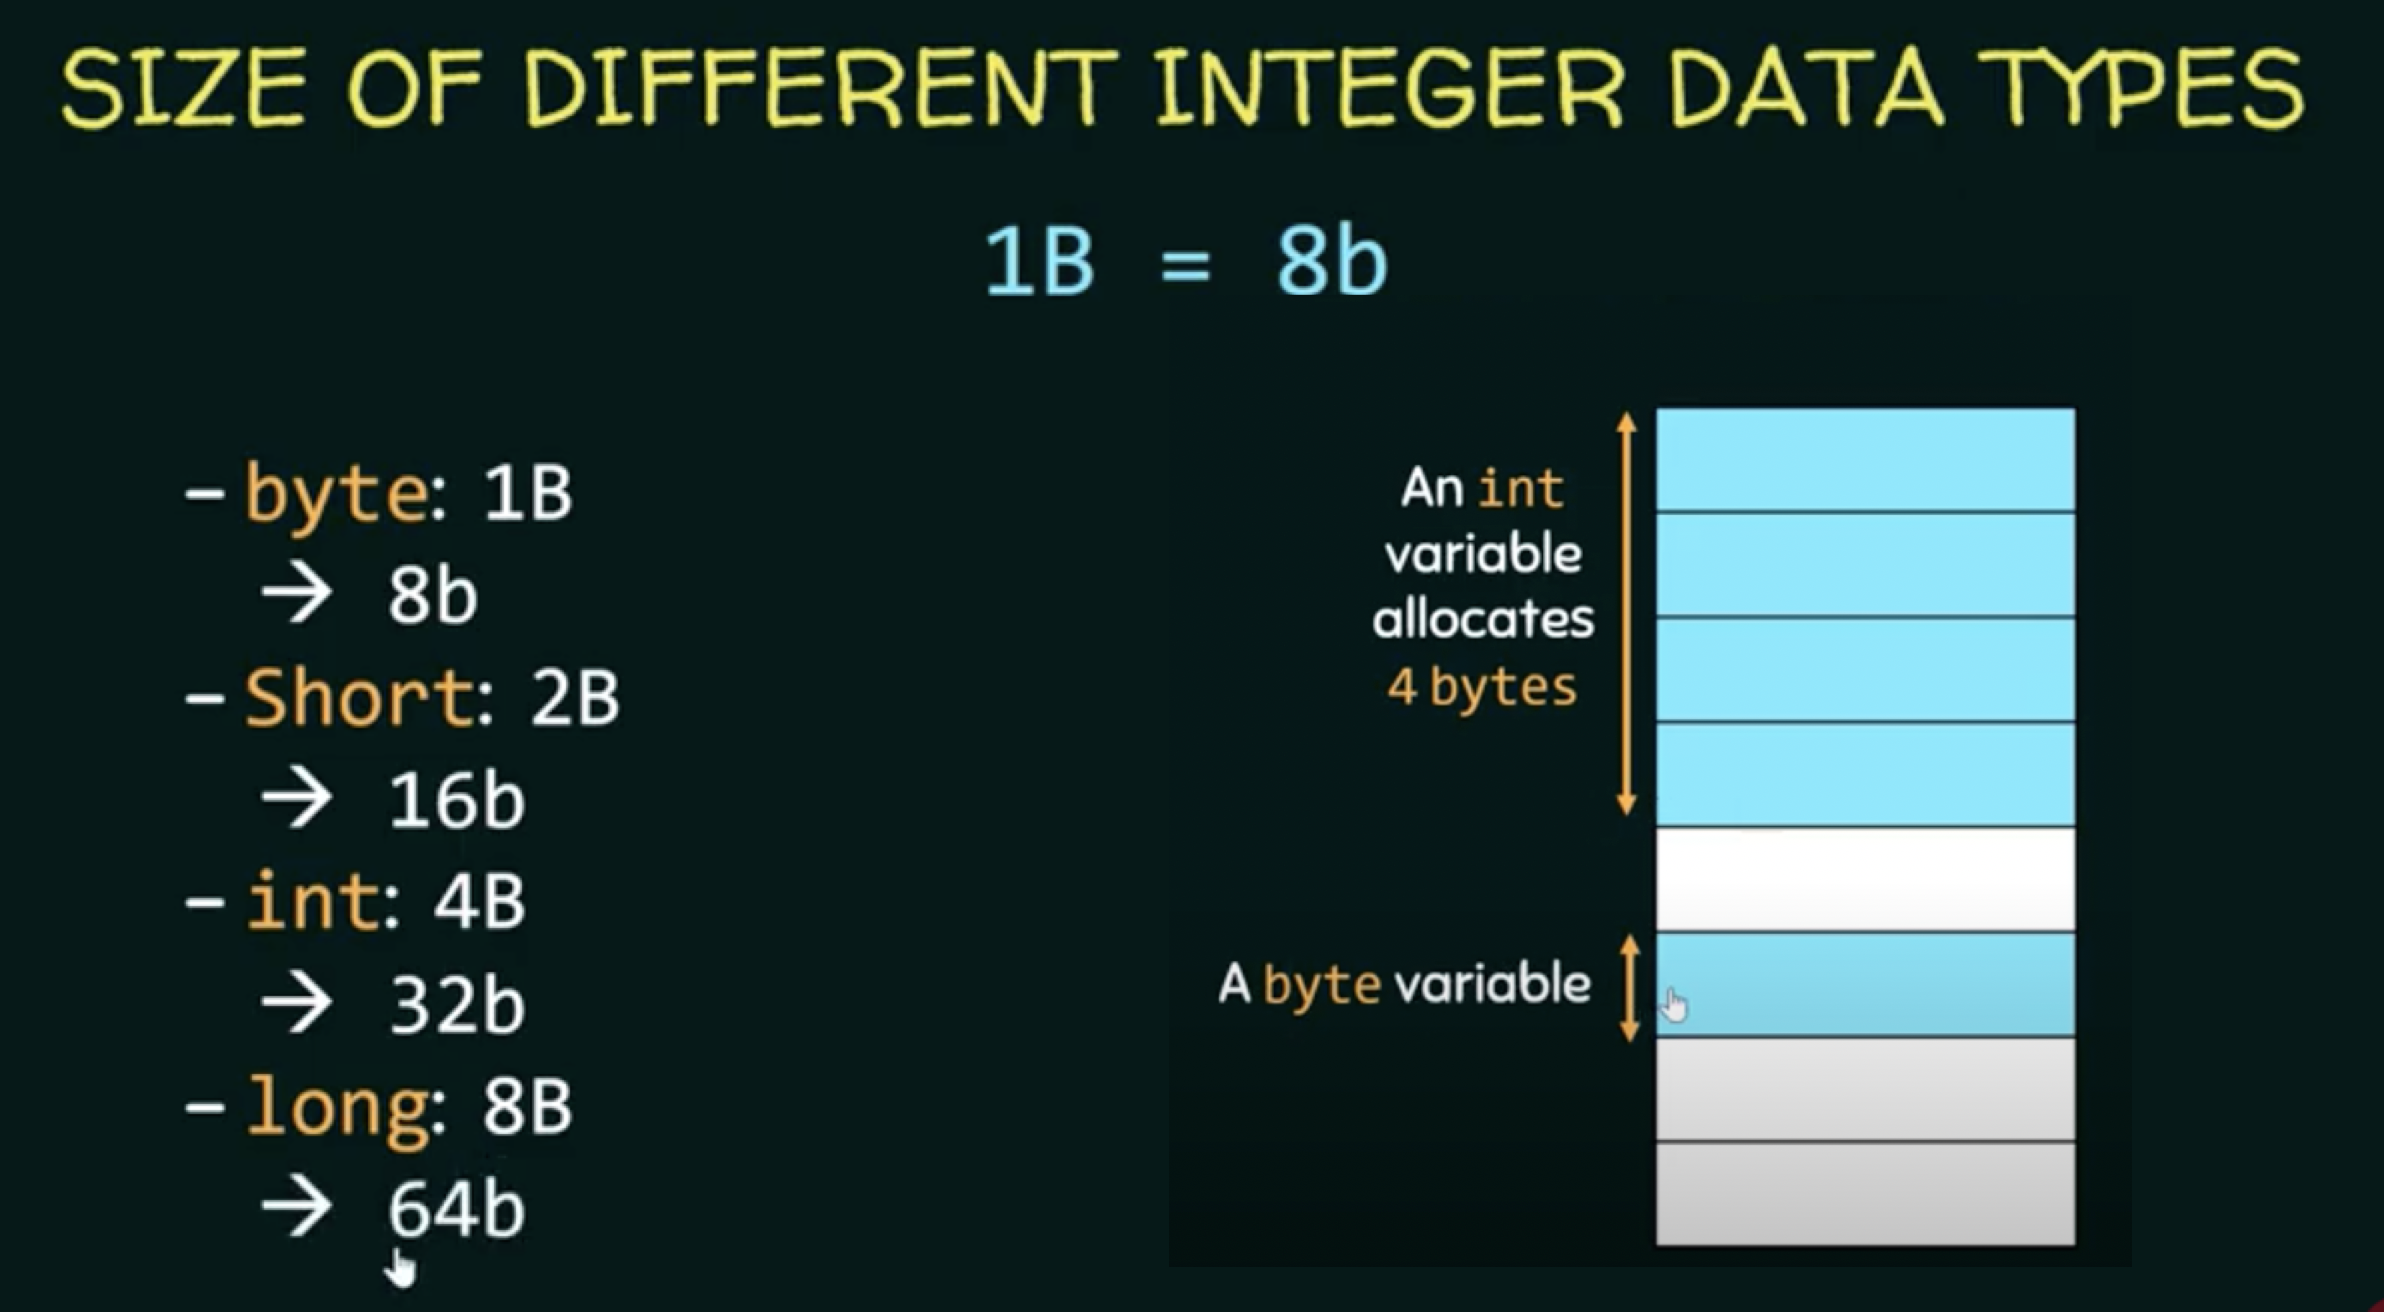 SIZE OF DIFFERENT INTEGER DATA TYPES
1B = 8b
– byte: 1B
→ 8b
– Short: 2B
→ 16b
– int: 4B
→ 32b
– long: 8B
→ 64b
An int
variable
allocates
4 bytes
A byte variable